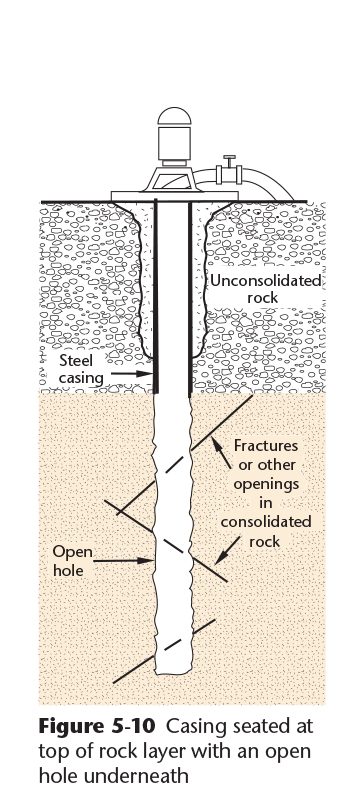 Unconsolidated
rock
Steel
casing
Fractures
or other
openings
in
consolidated
rock
Open
hole
Figure 5-10 Casing seated at
top of rock layer with an open
hole underneath